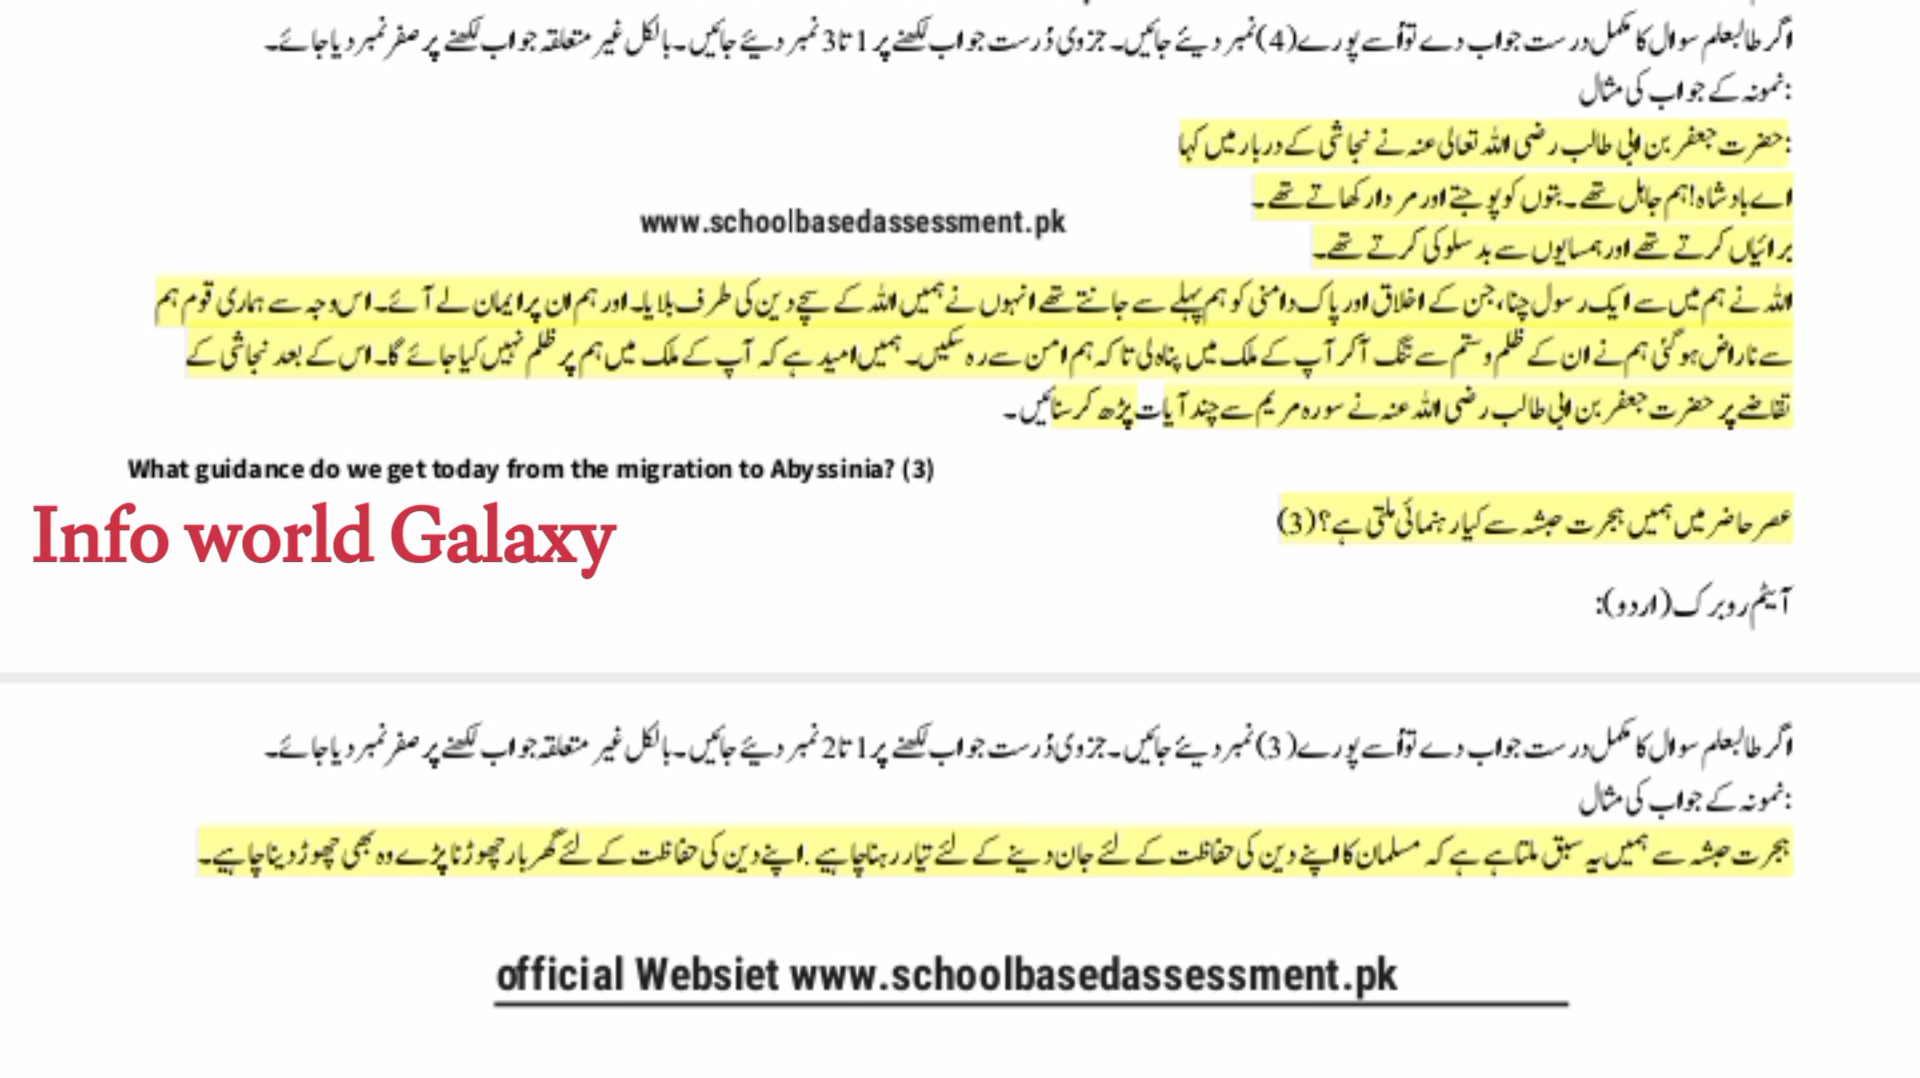 اگر طالبعلم سوال کا مکمل درست جواب دے تو اُسے پورے (4) نمبر دیئے جائیں۔ جزوی دُرست جواب لکھنے پر 1 تا 3 نمبر دیئے جائیں۔ بالکل غیر متعلقہ جواب لکھنے پر صفر نمبر دیا جائے۔
:نمونہ کے جواب کی مثال
:حضرت جعفر بن ابی طالب رضی اللہ تعالی عنہ نے نجاشی کے دربار میں کہا
اے بادشاہ! ہم جاہل تھے۔ بتوں کو پوجتے اور مردار کھاتے تھے۔
www.schoolbasedassessment.pk
برائیاں کرتے تھے اور ہمسایوں سے بدسلوکی کرتے تھے۔
اللہ نے ہم میں سے ایک رسول چنا، جن کے اخلاق اور پاک دامنی کو ہم پہلے سے جانتے تھے انہوں نے ہمیں اللہ کے سچے دین کی طرف بلایا۔ اور ہم ان پر ایمان لے آئے۔ اس وجہ سے ہماری قوم ہم
سے ناراض ہو گئی ہم نے ان کے ظلم و ستم سے تنگ آکر آپ کے ملک میں پناہ لی تا کہ ہم امن سے رہ سکیں۔ ہمیں امید ہے کہ آپ کے ملک میں ہم پر ظلم نہیں کیا جائے گا۔ اس کے بعد نجاشی کے
تقاضے پر حضرت جعفر بن ابی طالب رضی اللہ عنہ نے سورہ مریم سے چند آیات پڑھ کر سنائیں۔
What guidance do we get today from the migration to Abyssinia? (3)
Info world Galaxy
عصر حاضر میں ہمیں ہجرت حبشہ سے کیا رہنمائی ملتی ہے؟ (3)
آیٹم روبرک (اردو):
اگر طالبعلم سوال کا مکمل درست جواب دے تو اُسے پورے (3) نمبر دیئے جائیں۔ جزوی دُرست جواب لکھنے پر 1 تا 2 نمبر دیئے جائیں۔ بالکل غیر متعلقہ جواب لکھنے پر صفر نمبر دیا جائے۔
:نمونہ کے جواب کی مثال
ہجرت حبشہ سے ہمیں یہ سبق ملتا ہے ہے کہ مسلمان کا اپنے دین کی حفاظت کے لئے جان دینے کے لئے تیار رہنا چاہیے .اپنے دین کی حفاظت کے لئے گھر بار چھوڑنا پڑے وہ بھی چھوڑ دینا چاہیے۔
official Websiet www.schoolbasedassessment.pk